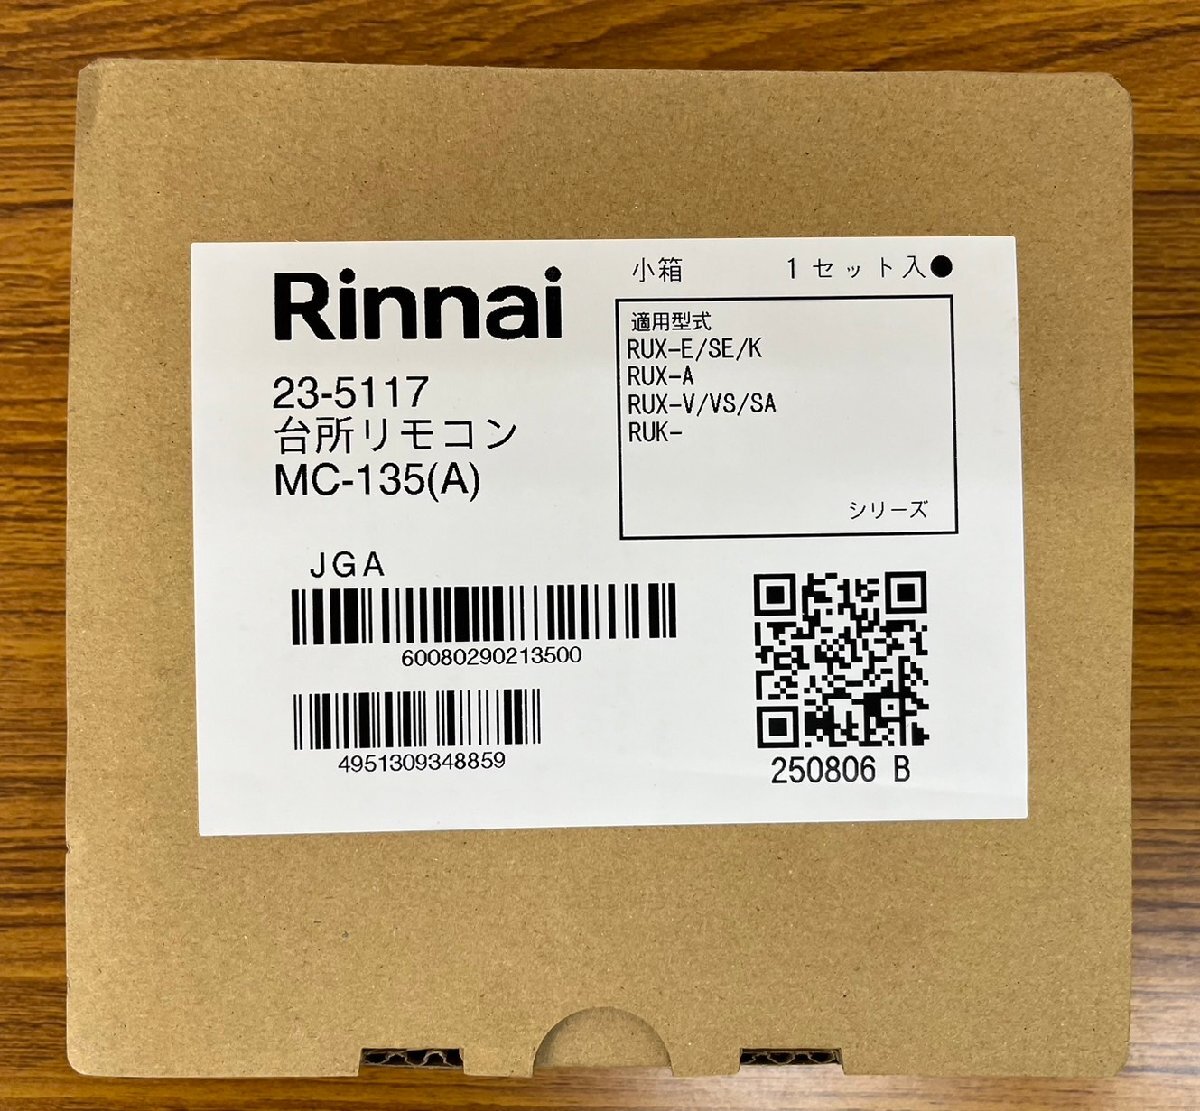 Rinnai
23-5117
台所リモコン
MC-135(A)
小箱 1セット入●
適用型式
RUX-E/SE/K
RUX-A
RUX-V/VS/SA
RUK-
シリーズ
JGA
60080290213500
4951309348859
250806 B